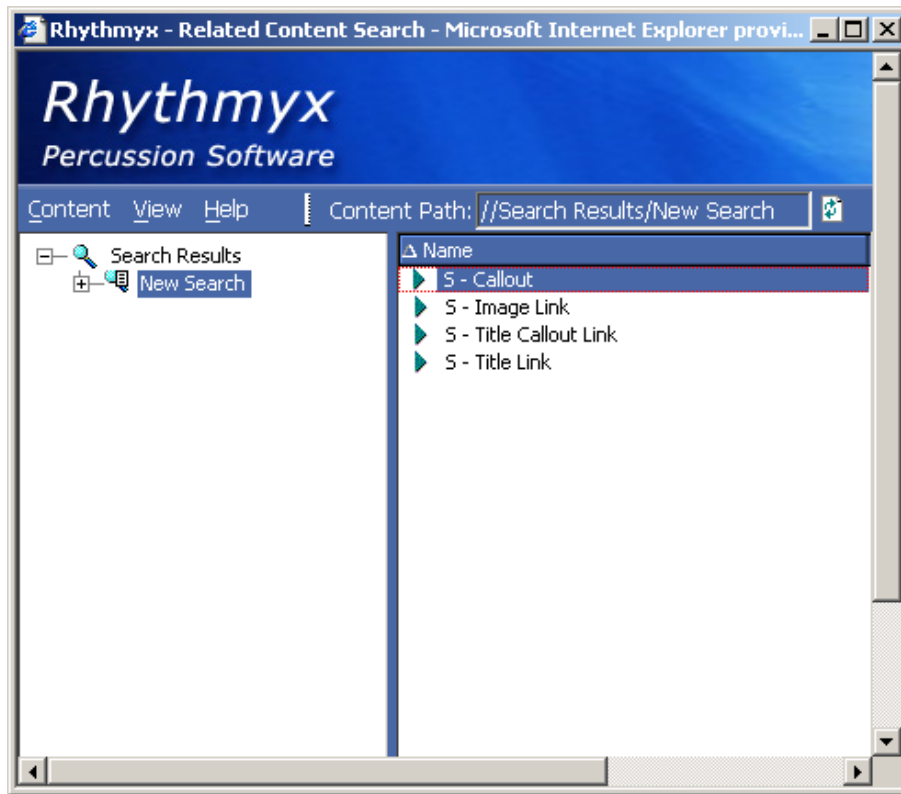 Rhythmyx - Related Content Search - Microsoft Internet Explorer provi...
Rhythmyx
Percussion Software
Content View Help Content Path: //Search Results/New Search
Search Results
New Search
Name
S - Callout
S - Image Link
S - Title Callout Link
S - Title Link